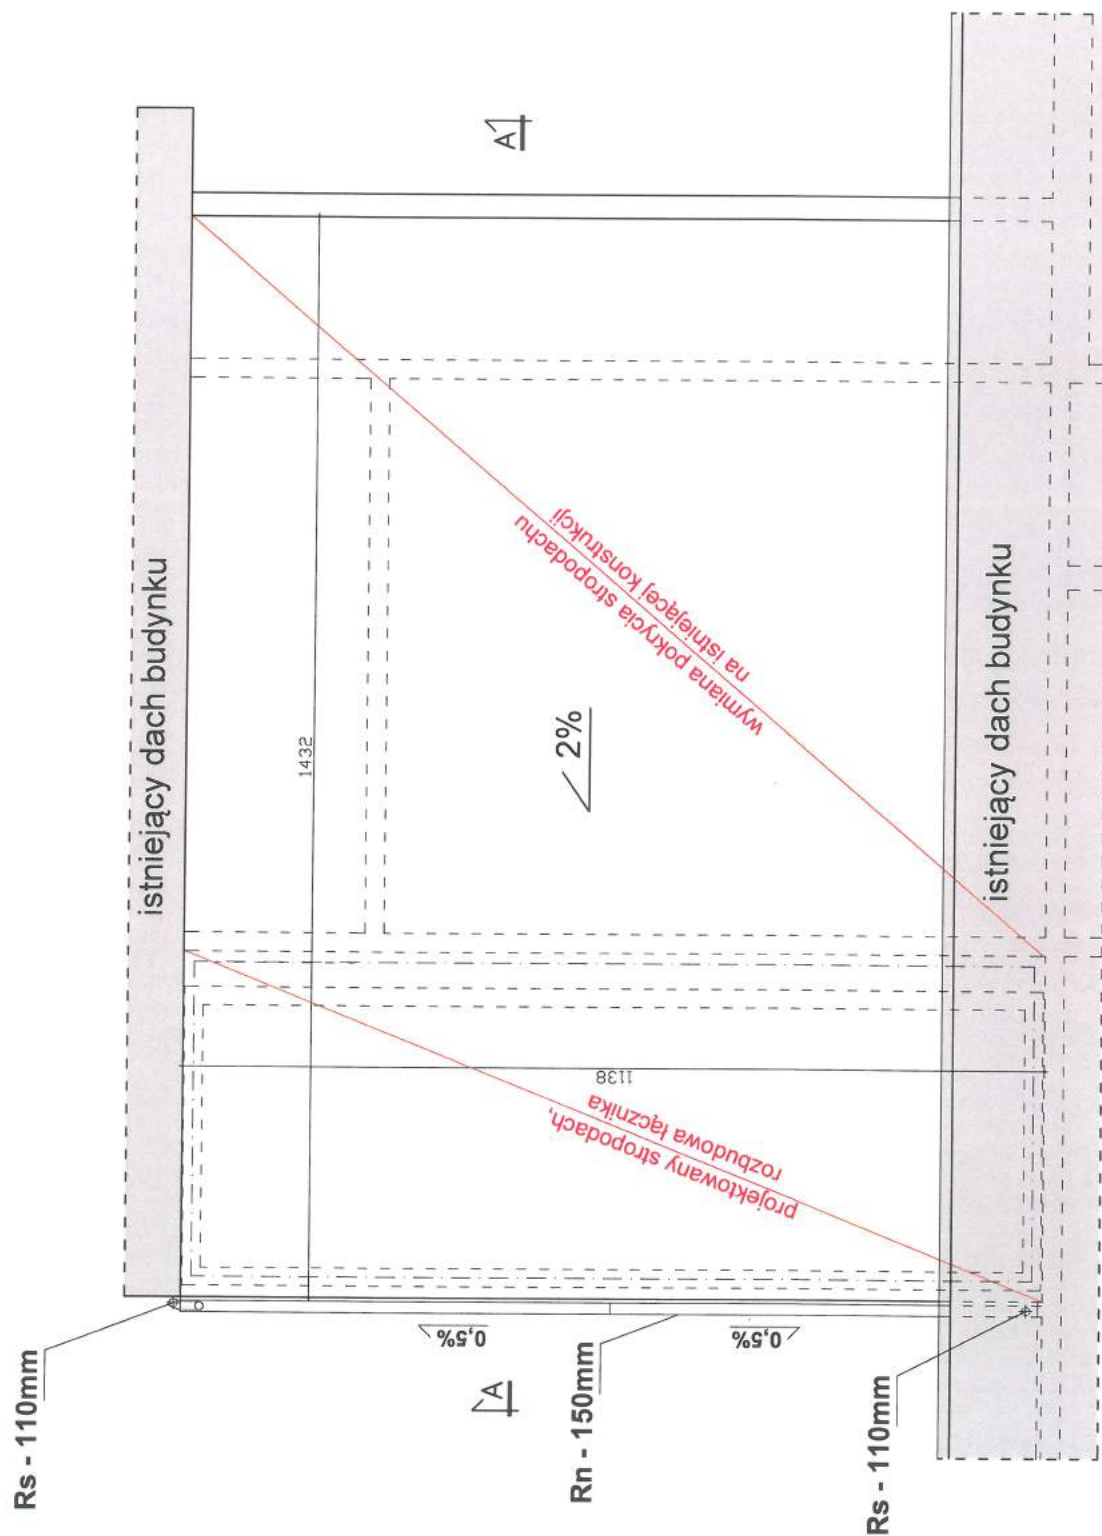 istniejący dach budynku
A
1432
2%
wymiana pokrycia stropodachu
na istniejącej konstrukcji
istniejący dach budynku
1138
projektowany stropodach,
rozbudowa łącznika
0,5%
0,5%
Rs - 110mm
A
Rn - 150mm
Rs - 110mm